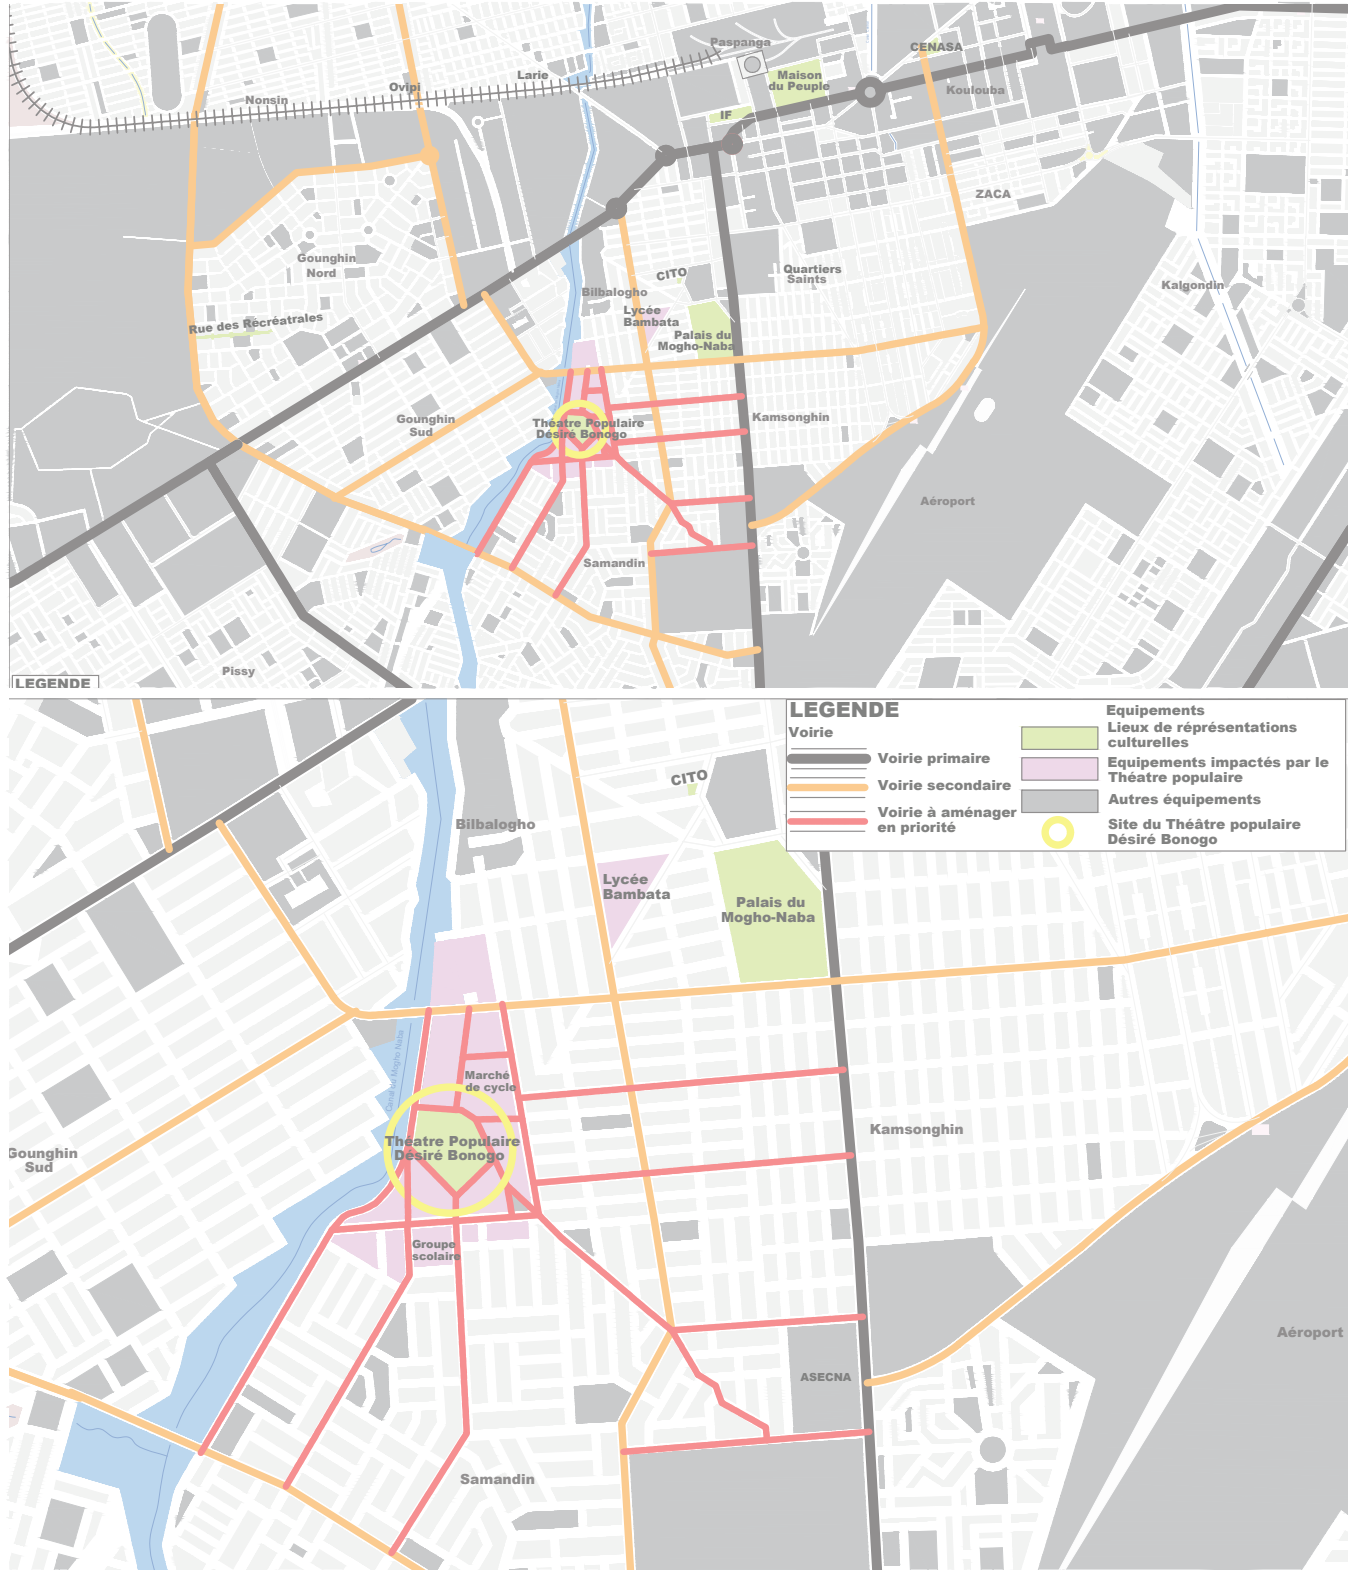 Paspanga
CENASA
Larie
Maison
du Peuple
Ovipi
Koulouba
Nonsin
IF
ZACA
Gounghin
Nord
CITO
Quartiers
Saints
Kalgondin
Bilbalogho
Rue des Récréatrales
Lycée
Bambata
Palais du
Mogho-Naba
Gounghin
Sud
Théatre Populaire
Désiré Bonogo
Kamsonghin
Aéroport
Samandin
Pissy
LEGENDE
LEGENDE
Voirie
Voirie primaire
Voirie secondaire
Voirie à aménager
en priorité
Equipements
Lieux de réprésentations
culturelles
Equipements impactés par le
Théatre populaire
Autres équipements
Site du Théâtre populaire
Désiré Bonogo
CITO
Bilbalogho
Lycée
Bambata
Palais du
Mogho-Naba
Canal du Mogho Naba
Marché
de cycle
Théatre Populaire
Désiré Bonogo
Kamsonghin
Gounghin
Sud
Groupe
scolaire
Aéroport
ASECNA
Samandin